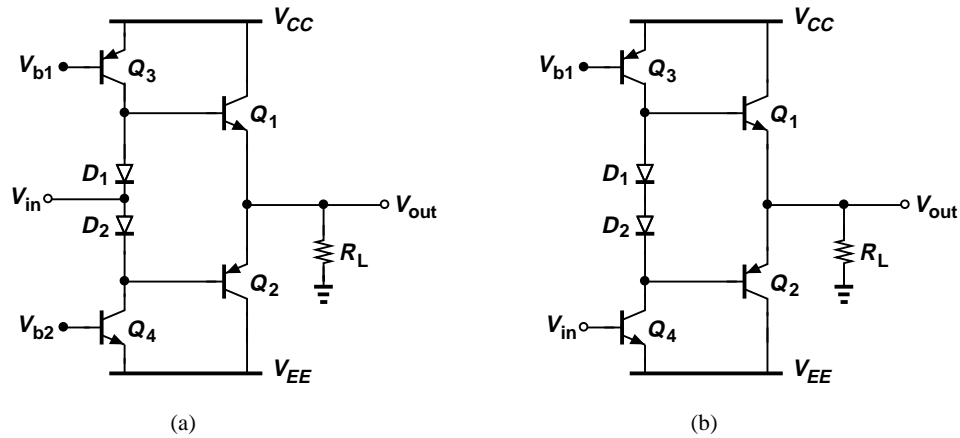 V_CC
V_b1
Q_3
Q_1
D_1
V_in
D_2
V_out
R_L
Q_2
V_b2
Q_4
V_EE
(a)
V_CC
V_b1
Q_3
Q_1
D_1
D_2
V_out
R_L
Q_2
V_in
Q_4
V_EE
(b)